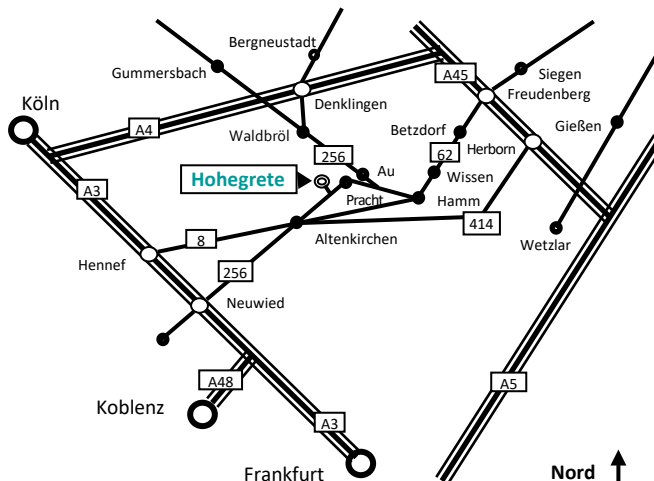 Bergneustadt
Gummersbach
A45
Siegen
Freudenberg
Köln
Denklingen
Gießen
A4
Waldbröl
Betzdorf
256
62
Herborn
Au
Wissen
Hohegrete
A3
Pracht
Hamm
414
Altenkirchen
8
Wetzlar
Hennef
256
Neuwied
A48
A5
Koblenz
A3
Frankfurt
Nord